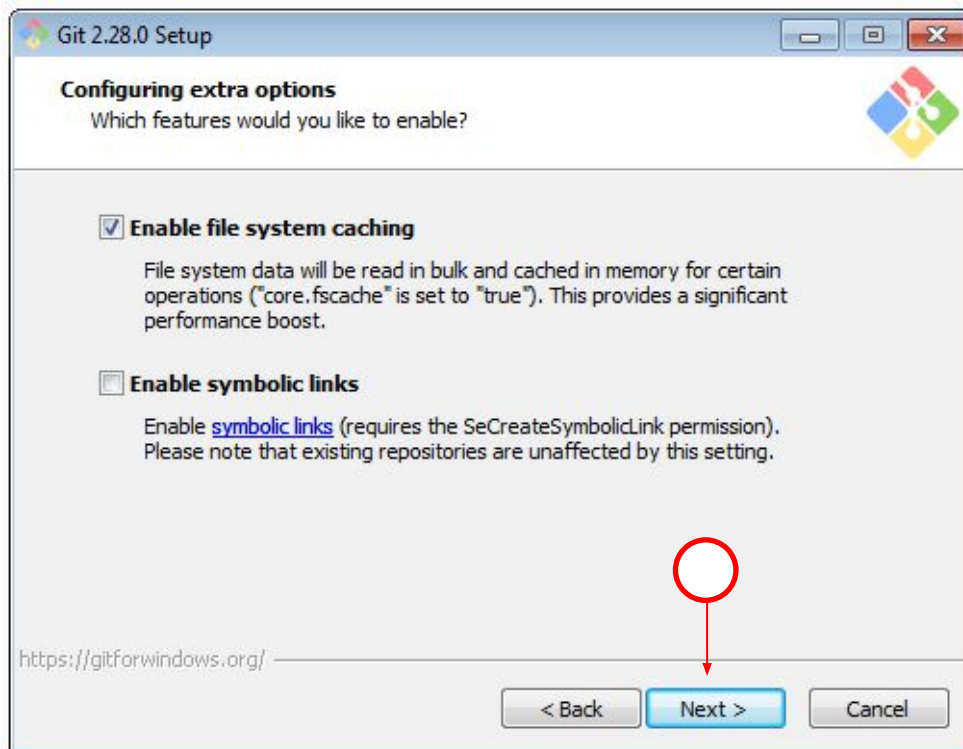 Git 2.28.0 Setup
Configuring extra options
Which features would you like to enable?
Enable file system caching
File system data will be read in bulk and cached in memory for certain
operations ("core.fscache" is set to "true"). This provides a significant
performance boost.
Enable symbolic links
Enable symbolic links (requires the SeCreateSymbolicLink permission).
Please note that existing repositories are unaffected by this setting.
https://gitforwindows.org/
< Back Next > Cancel